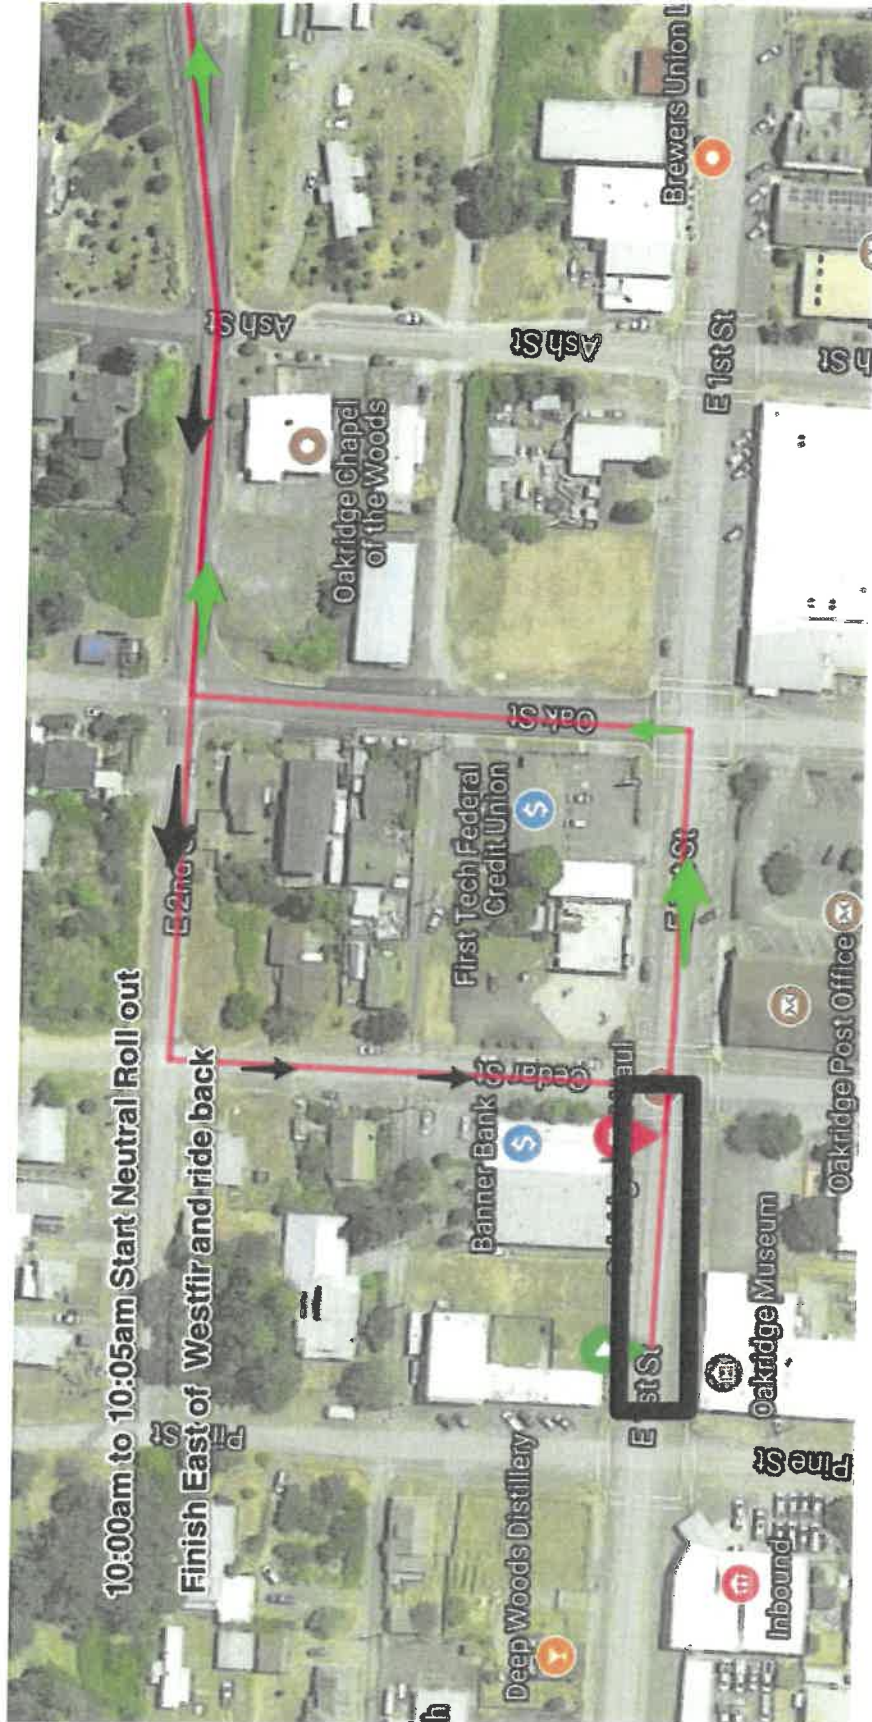 10:00am to 10:05am Start Neutral Roll out
Finish East of Westfir and ride back
Pine St
E 2nd
Ash St
Ash St
Oakridge Chapel
of the Woods
Oak St
First Tech Federal
Credit Union
Banner Bank
Brewers Union
E 1st St
Deep Woods Distillery
Oakridge Museum
Oakridge Post Office
Pine St
Inbound